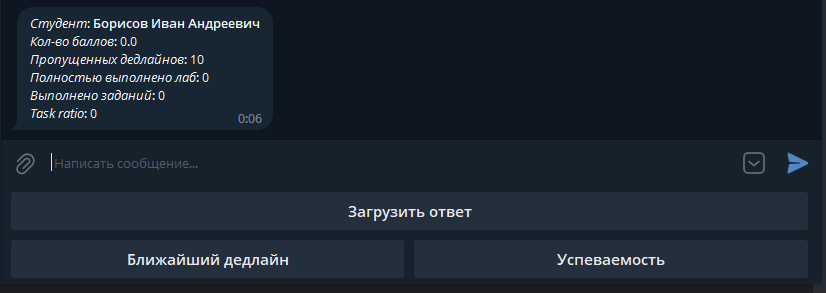 Студент: Борисов Иван Андреевич
Кол-во баллов: 0.0
Пропущенных дедлайнов: 10
Полностью выполнено лаб: 0
Выполнено заданий: 0
Task ratio: 0
0:06
Написать сообщение...
Загрузить ответ
Ближайший дедлайн
Успеваемость